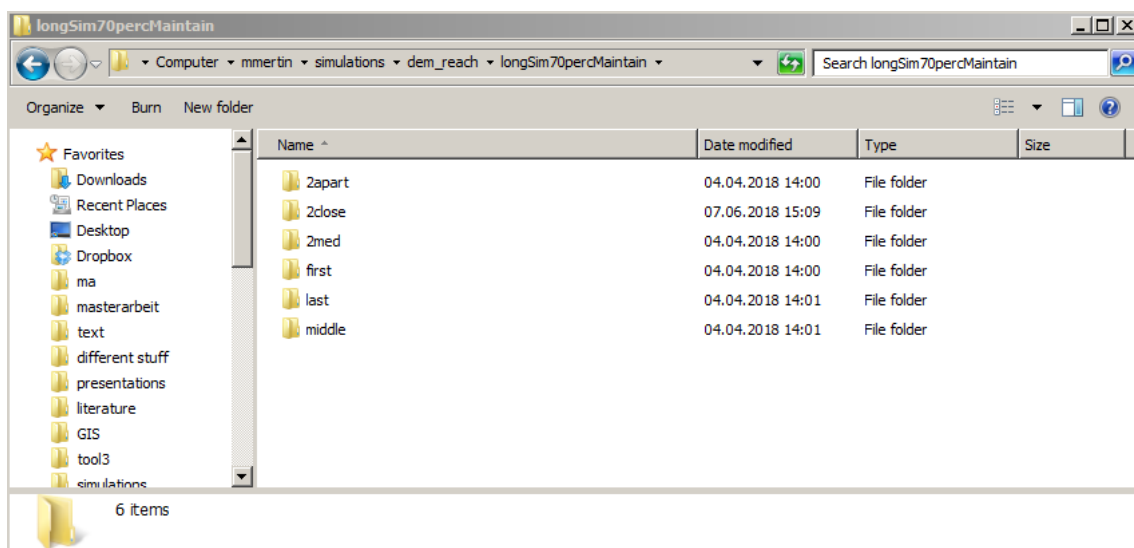 longSim70percMaintain
Computer mmertin simulations dem_reach longSim70percMaintain Search longSim70percMaintain
Organize Burn New folder
Favorites
Downloads
Recent Places
Desktop
Dropbox
ma
masterarbeit
text
different stuff
presentations
literature
GIS
tool3
simulations
Name Date modified Type Size
2apart 04.04.2018 14:00 File folder
2close 07.06.2018 15:09 File folder
2med 04.04.2018 14:00 File folder
first 04.04.2018 14:00 File folder
last 04.04.2018 14:01 File folder
middle 04.04.2018 14:01 File folder
6 items